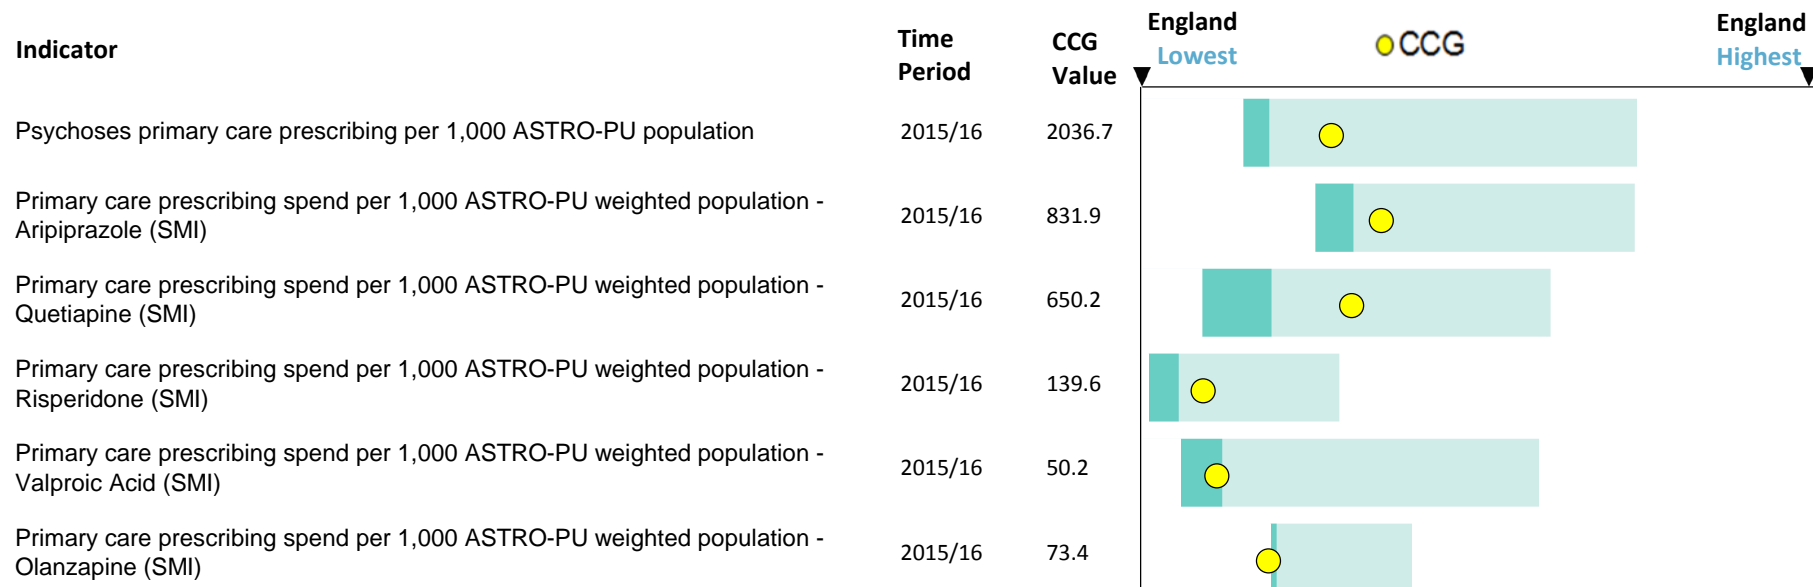 Indicator
Time
Period
CCG
Value
England
Lowest
CCG
England
Highest
Psychoses primary care prescribing per 1,000 ASTRO-PU population
2015/16
2036.7
Primary care prescribing spend per 1,000 ASTRO-PU weighted population -
Aripiprazole (SMI)
2015/16
831.9
Primary care prescribing spend per 1,000 ASTRO-PU weighted population -
Quetiapine (SMI)
2015/16
650.2
Primary care prescribing spend per 1,000 ASTRO-PU weighted population -
Risperidone (SMI)
2015/16
139.6
Primary care prescribing spend per 1,000 ASTRO-PU weighted population -
Valproic Acid (SMI)
2015/16
50.2
Primary care prescribing spend per 1,000 ASTRO-PU weighted population -
Olanzapine (SMI)
2015/16
73.4